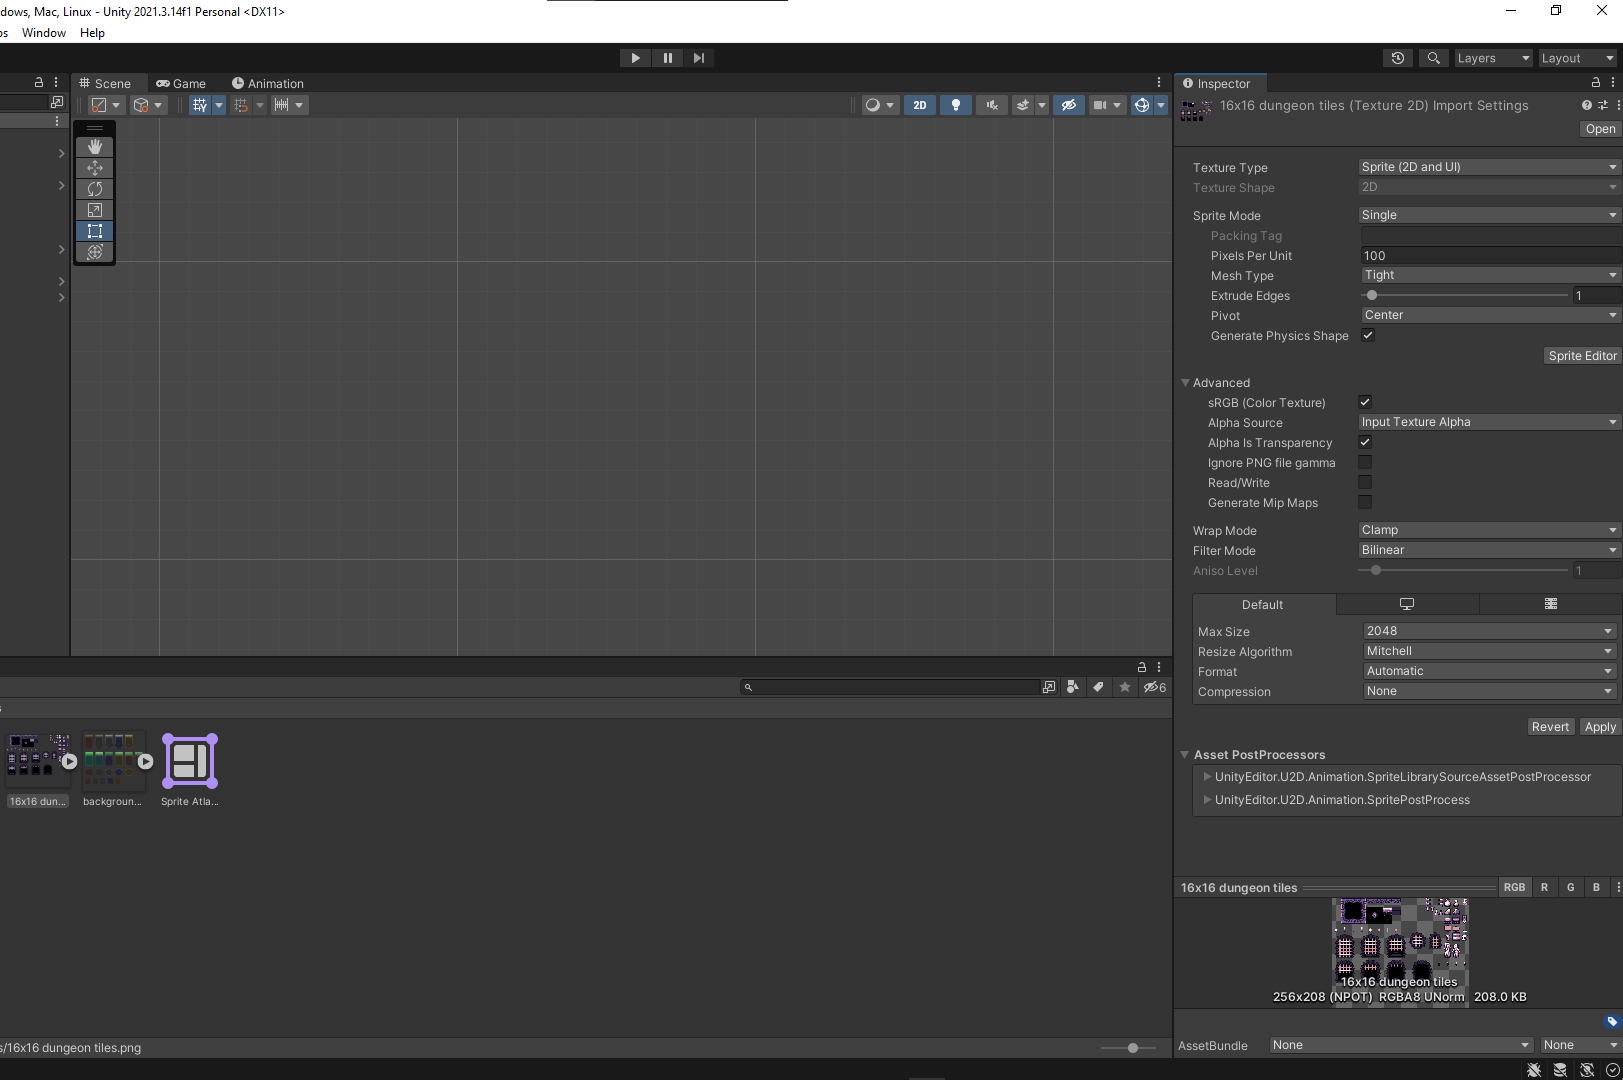 dows, Mac, Linux - Unity 2021.3.14f1 Personal <DX11>
Window Help
Layers Layout
Scene Game Animation
2D
Inspector
16x16 dungeon tiles (Texture 2D) Import Settings
Open
Texture Type Sprite (2D and UI)
Texture Shape 2D
Sprite Mode Single
Packing Tag
Pixels Per Unit 100
Mesh Type Tight
Extrude Edges 1
Pivot Center
Generate Physics Shape
Sprite Editor
Advanced
sRGB (Color Texture)
Alpha Source Input Texture Alpha
Alpha Is Transparency
Ignore PNG file gamma
Read/Write
Generate Mip Maps
Wrap Mode Clamp
Filter Mode Bilinear
Aniso Level 1
Default
Max Size 2048
Resize Algorithm Mitchell
Format Automatic
Compression None
Revert Apply
Asset PostProcessors
UnityEditor.U2D.Animation.SpriteLibrarySourceAssetPostProcessor
UnityEditor.U2D.Animation.SpritePostProcess
6
16x16 dun...
backgroun...
Sprite Atla...
16x16 dungeon tiles RGB R G B
16x16 dungeon tiles
256x208 (NPOT) RGBA8 UNorm 208.0 KB
s/16x16 dungeon tiles.png
AssetBundle None None